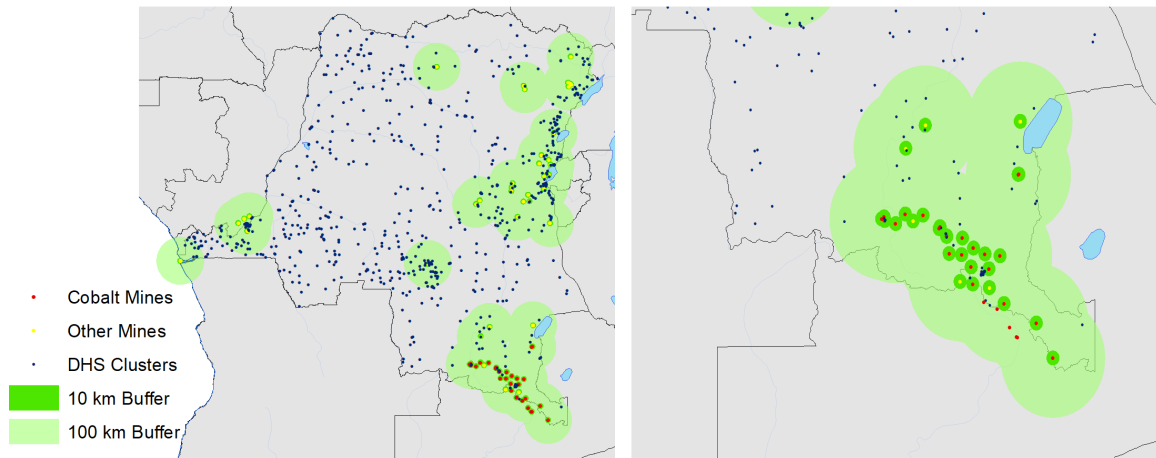 Cobalt Mines
Other Mines
DHS Clusters
10 km Buffer
100 km Buffer